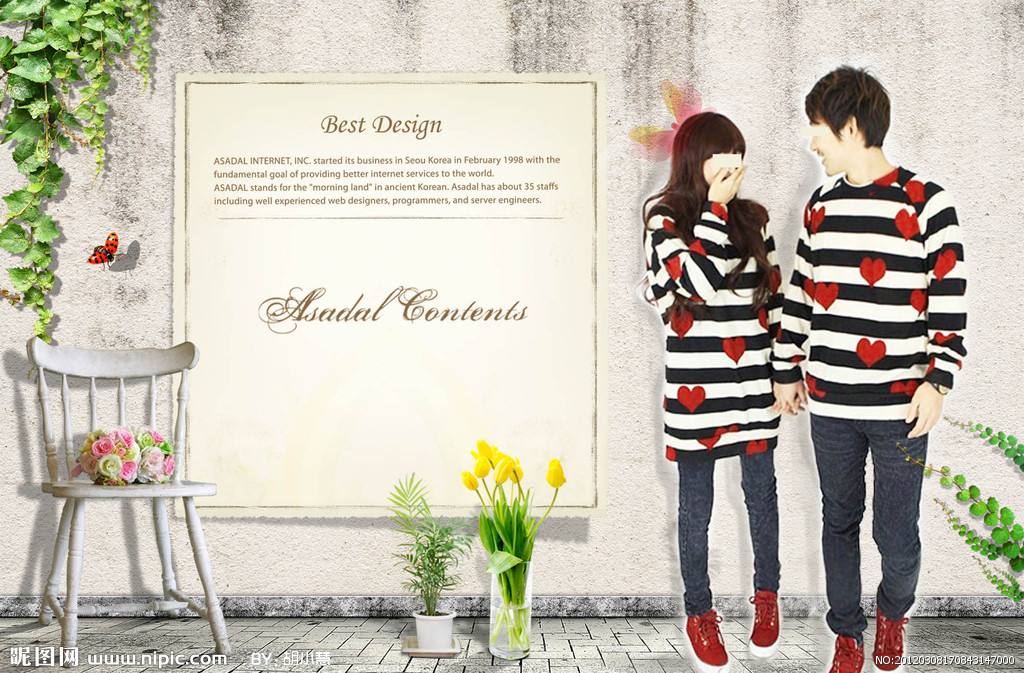 Best Design
ASADAL INTERNET, INC. started its business in Seou Korea in February 1998 with the
fundamental goal of providing better internet services to the world.
ASADAL stands for the "morning land" in ancient Korean. Asadal has about 35 staffs
including well experienced web designers, programmers, and server engineers.
Asadal Contents
昵图网 www.nipic.com BY: 胡小慧
NO:20120308170843147000